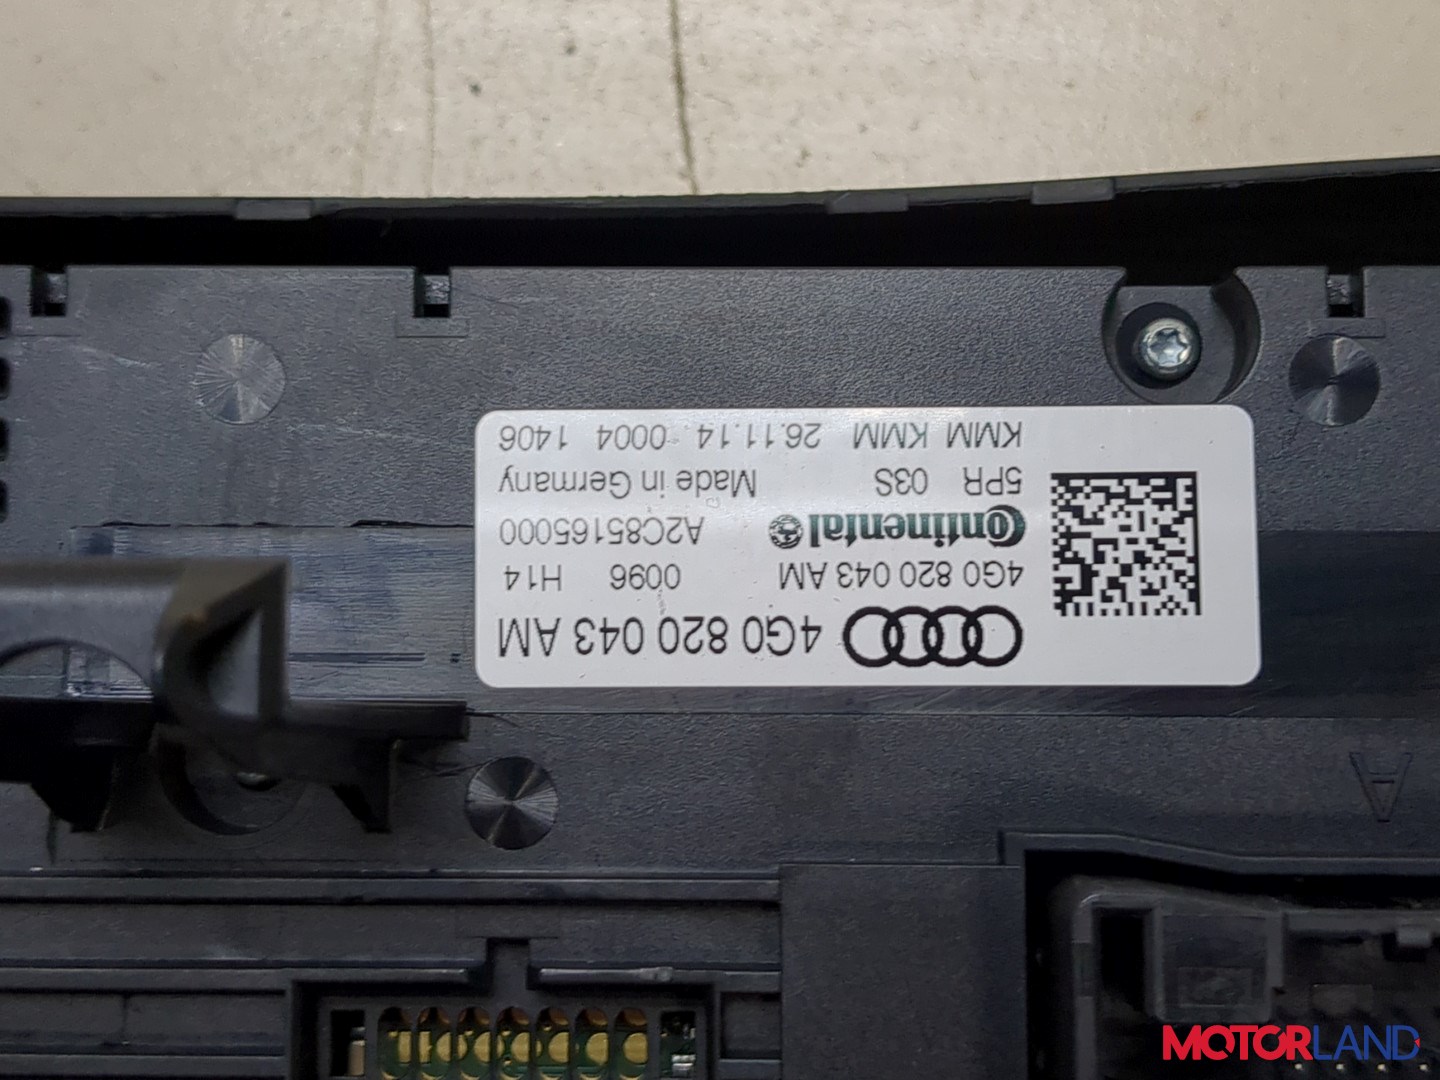 4G0 820 043 AM
4G0 820 043 AM 0096 H14
Continental A2C85165000
5PR 03S Made in Germany
KMM KMM KMM 26.11.14 0004 1406
A
MOTORLAND